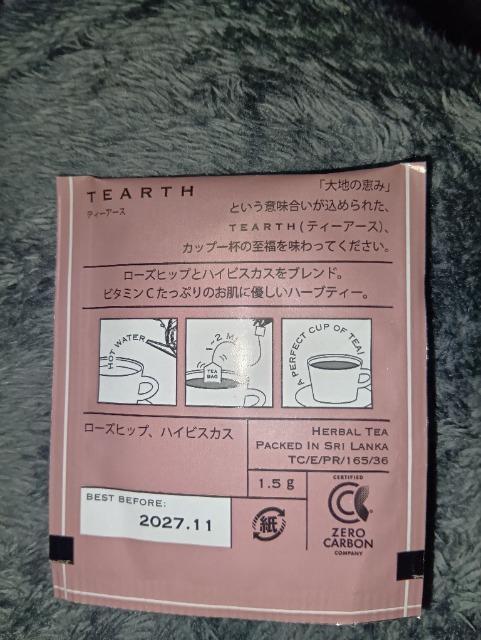 TEARTH
ティーアース
「大地の恵み」
という意味合いが込められた、
TEARTH(ティーアース)、
カップ一杯の至福を味わってください。
ローズヒップとハイビスカスをブレンド。
ビタミンCたっぷりのお肌に優しいハーブティー。
HOT WATER
1-2 M
TEA
BAG
A PERFECT CUP OF TEA!
ローズヒップ、ハイビスカス
HERBAL TEA
PACKED IN SRI LANKA
TC/E/PR/165/36
1.5 g
BEST BEFORE:
2027.11
紙
CERTIFIED
ZERO
CARBON
COMPANY